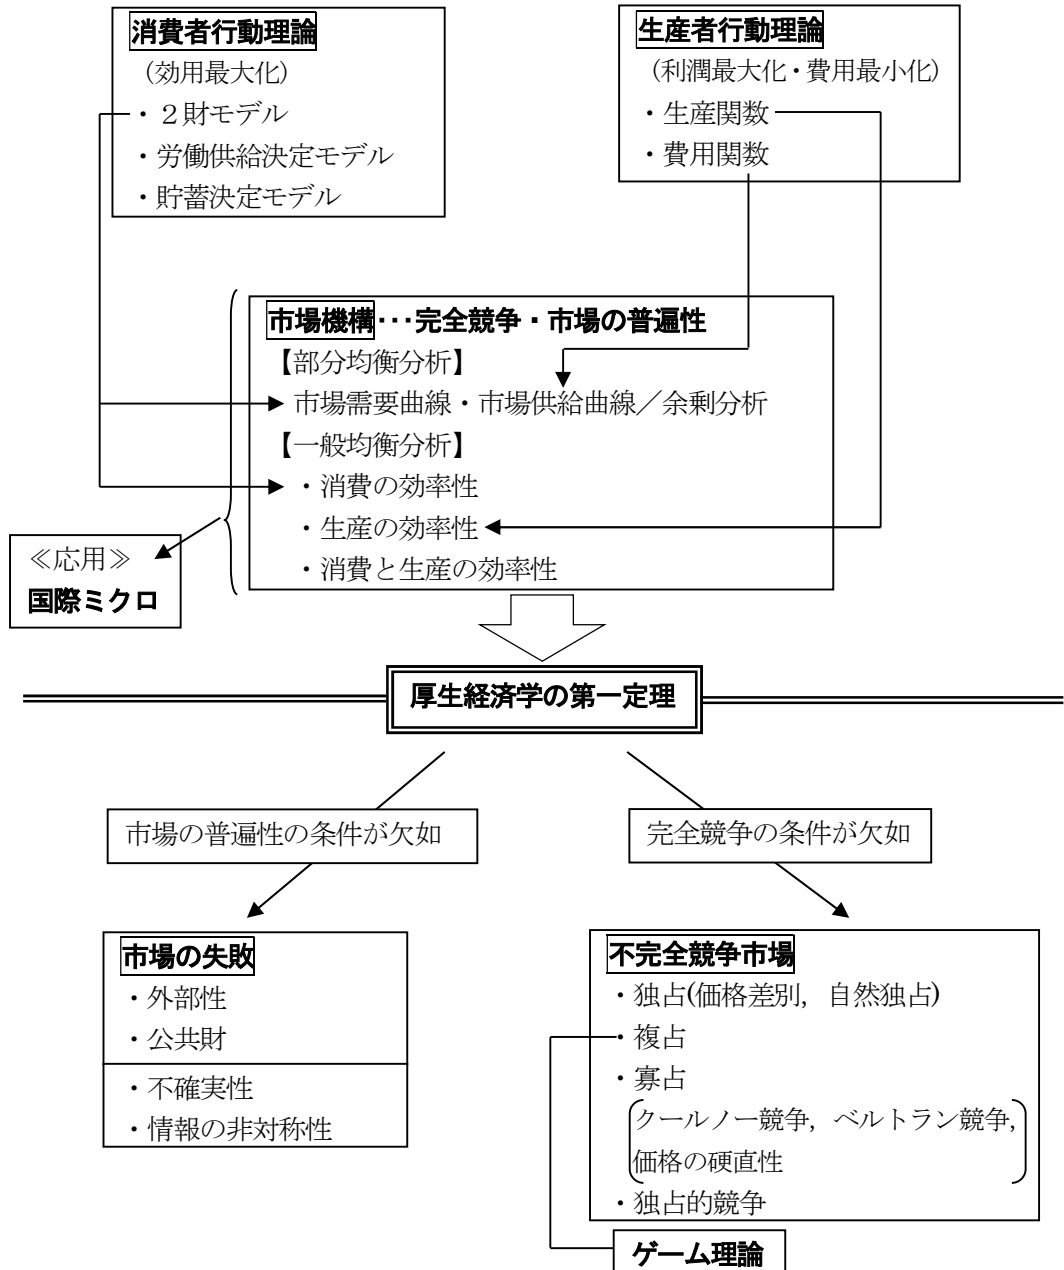 消費者行動理論
(効用最大化)
・２財モデル
・労働供給決定モデル
・貯蓄決定モデル
生産者行動理論
(利潤最大化・費用最小化)
・生産関数
・費用関数
市場機構･･･完全競争・市場の普遍性
【部分均衡分析】
市場需要曲線・市場供給曲線／余剰分析
【一般均衡分析】
・消費の効率性
・生産の効率性
・消費と生産の効率性
≪応用≫
国際ミクロ
厚生経済学の第一定理
市場の普遍性の条件が欠如
完全競争の条件が欠如
市場の失敗
・外部性
・公共財
・不確実性
・情報の非対称性
不完全競争市場
・独占(価格差別，自然独占)
・複占
・寡占
クールノー競争，ベルトラン競争，
価格の硬直性
・独占的競争
ゲーム理論